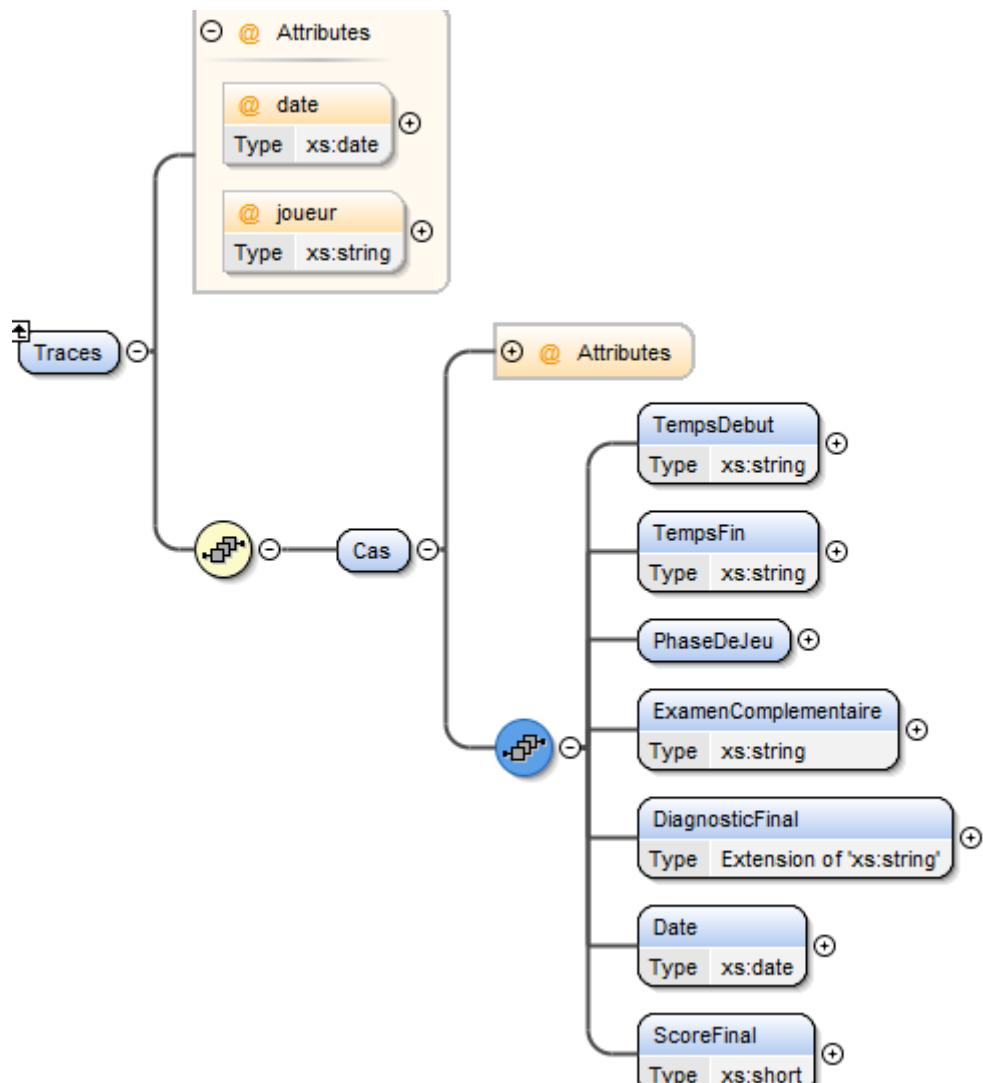 @ Attributes
@ date
Type xs:date
@ joueur
Type xs:string
Traces
@ Attributes
Cas
TempsDebut
Type xs:string
TempsFin
Type xs:string
PhaseDeJeu
ExamenComplementaire
Type xs:string
DiagnosticFinal
Type Extension of 'xs:string'
Date
Type xs:date
ScoreFinal
Type xs:short